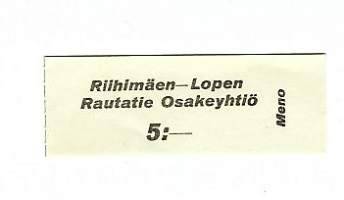 Riihimäen—Lopen
Rautatie Osakeyhtiö
5:—
Meno